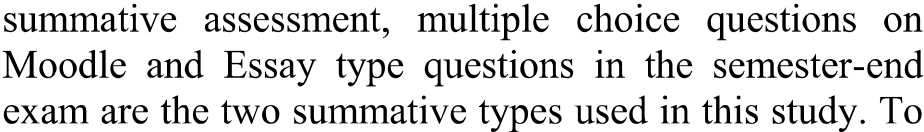 summative assessment, multiple choice questions on
Moodle and Essay type questions in the semester-end
exam are the two summative types used in this study. To